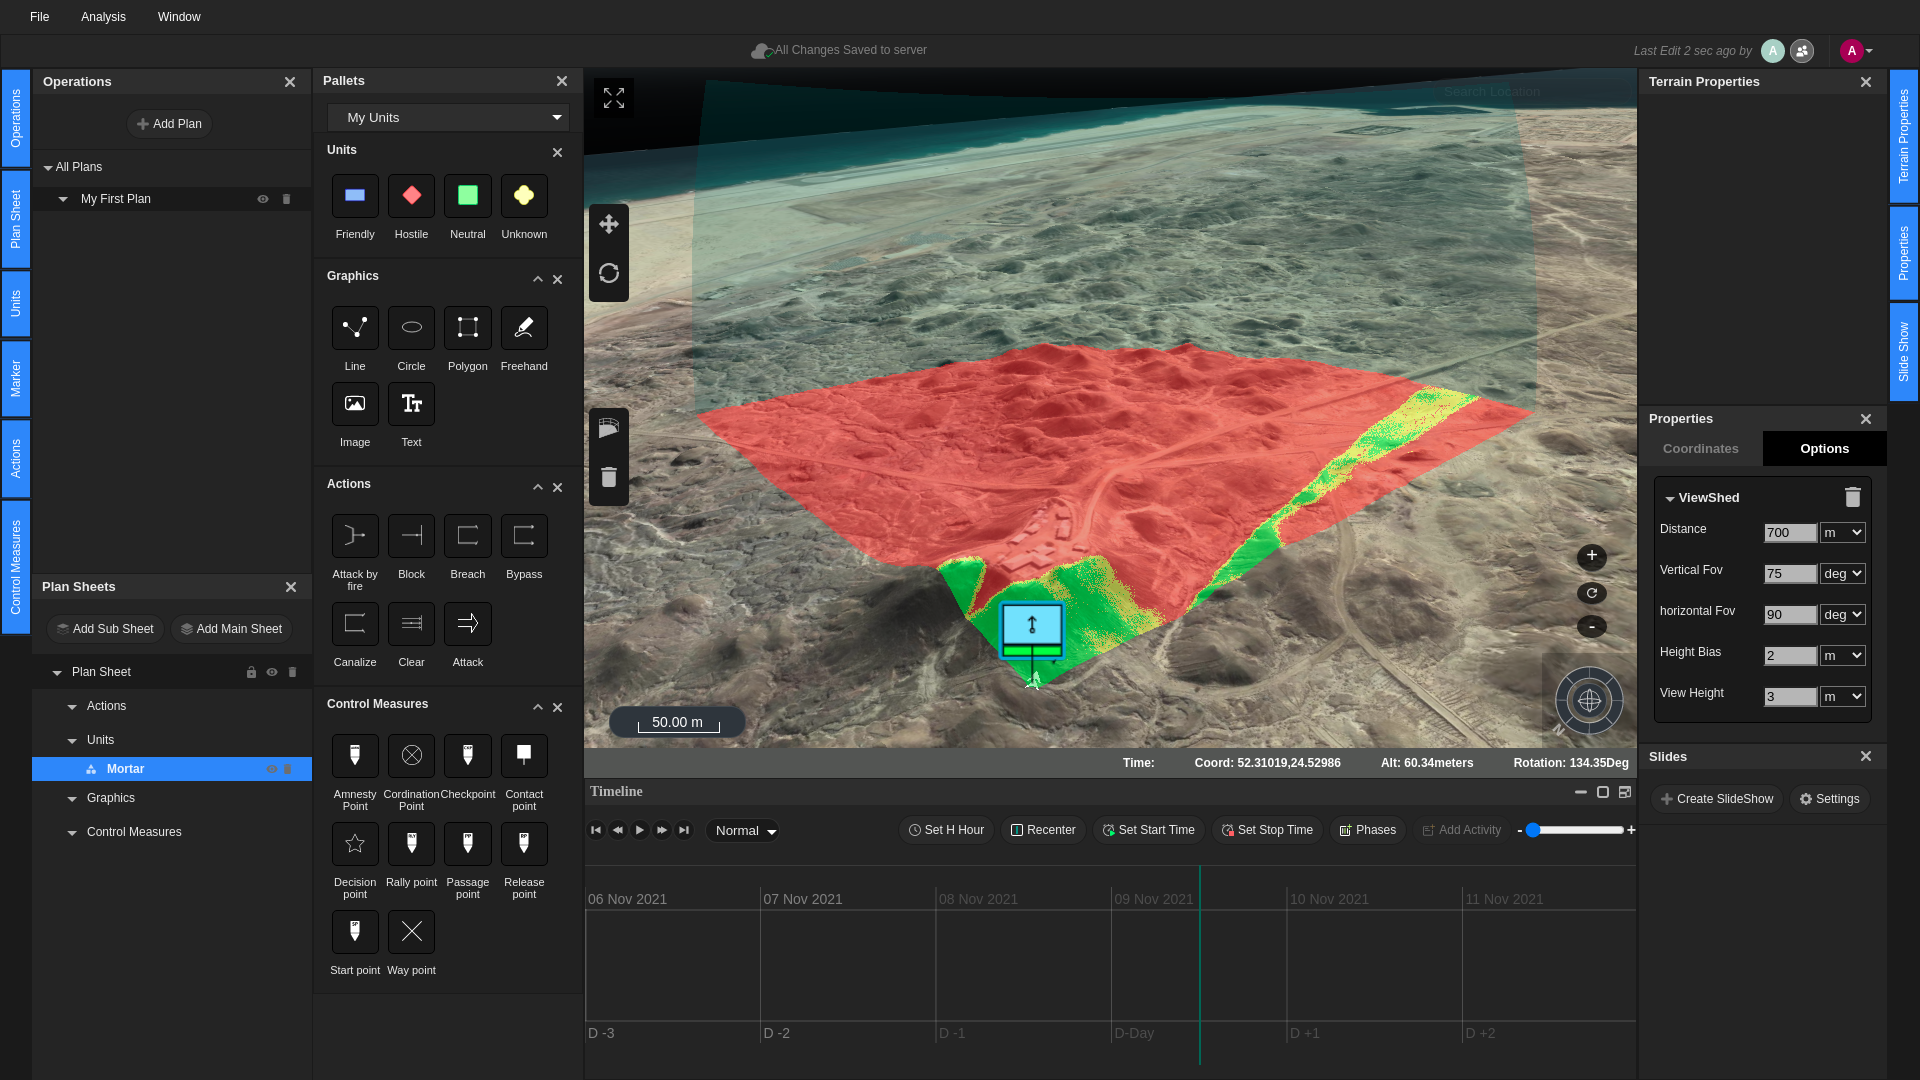 File
Analysis
Window
All Changes Saved to server
Last Edit 2 sec ago by
A
A
Operations
Plan Sheet
Units
Marker
Actions
Control Measures
Operations
Add Plan
All Plans
My First Plan
Plan Sheets
Add Sub Sheet
Add Main Sheet
Plan Sheet
Actions
Units
Mortar
Graphics
Control Measures
Pallets
My Units
Units
Friendly
Hostile
Neutral
Unknown
Graphics
Line
Circle
Polygon
Freehand
Image
Text
Actions
Attack by
fire
Block
Breach
Bypass
Canalize
Clear
Attack
Control Measures
Amnesty
Point
Cordination
Point
Checkpoint
Contact
point
Decision
point
Rally point
Passage
point
Release
point
Start point
Way point
Search Location
50.00 m
N
Time:
Coord: 52.31019,24.52986
Alt: 60.34meters
Rotation: 134.35Deg
Timeline
Normal
Set H Hour
Recenter
Set Start Time
Set Stop Time
Phases
Add Activity
-
+
06 Nov 2021
07 Nov 2021
08 Nov 2021
09 Nov 2021
10 Nov 2021
11 Nov 2021
D -3
D -2
D -1
D-Day
D +1
D +2
Terrain Properties
Properties
Coordinates
Options
ViewShed
Distance
700
m
Vertical Fov
75
deg
horizontal Fov
90
deg
Height Bias
2
m
View Height
3
m
Slides
Create SlideShow
Settings
Terrain Properties
Properties
Slide Show